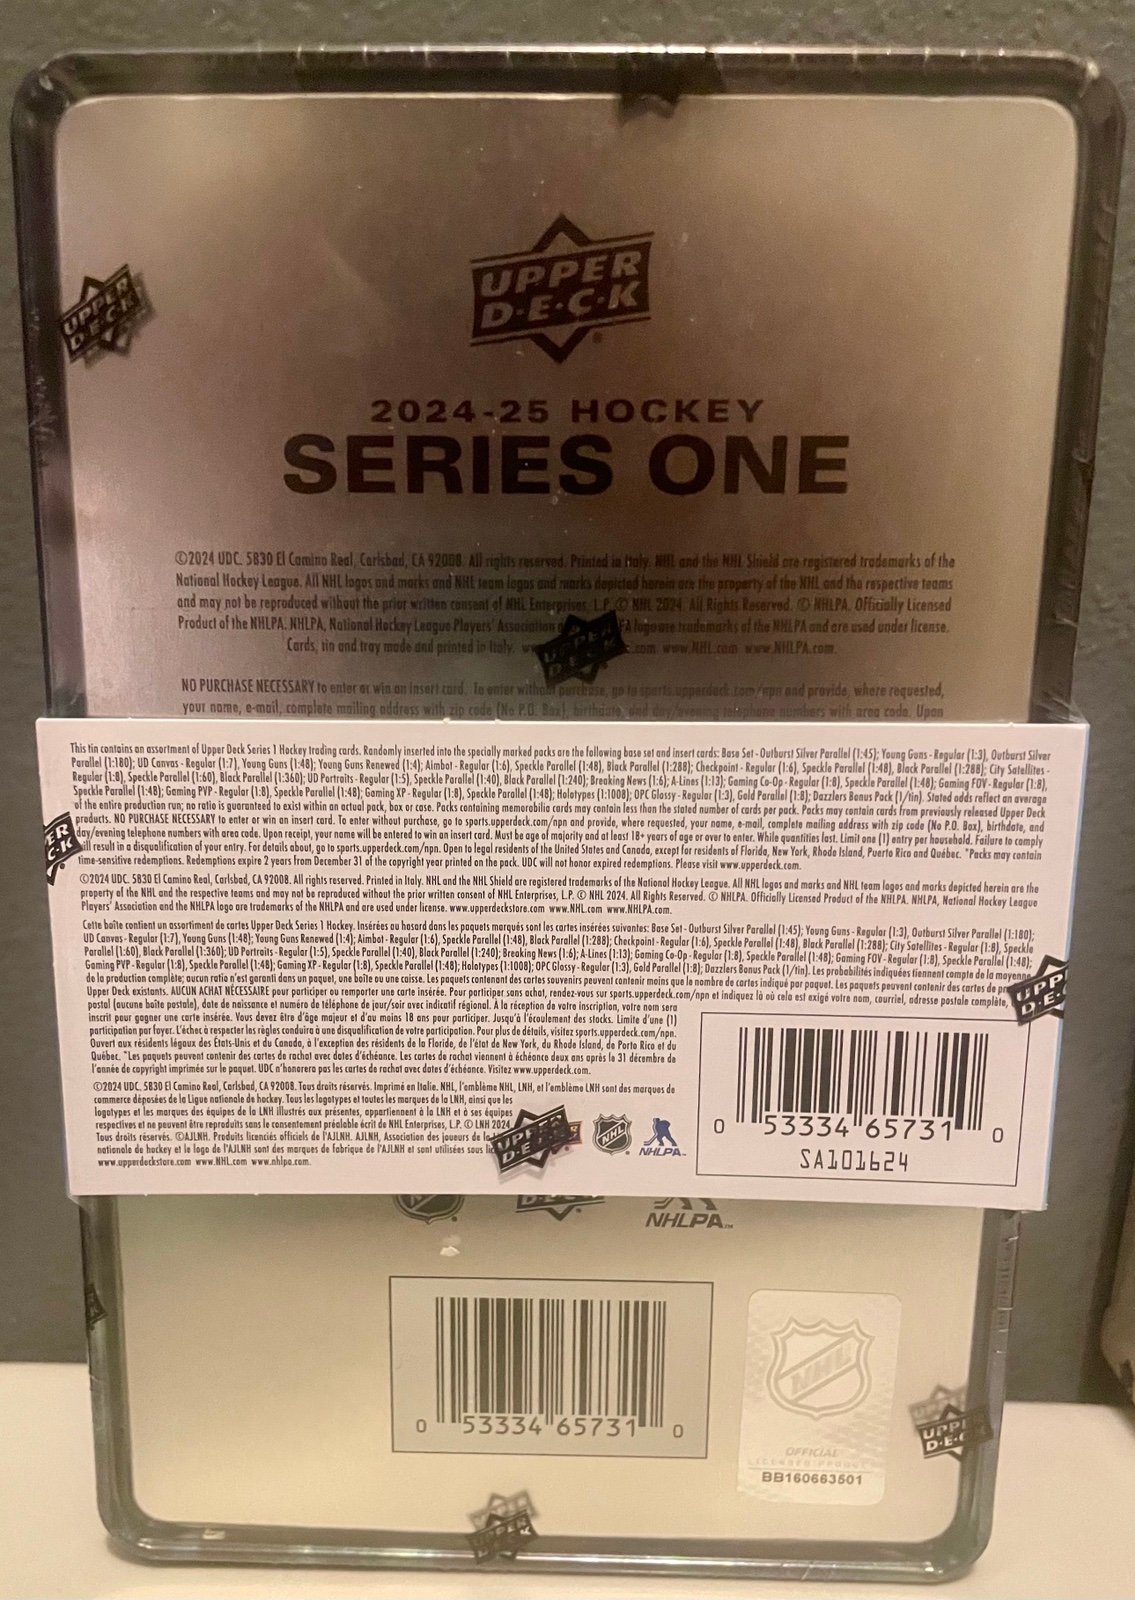 UPPER
D·E·C·K
UPPER
D·E·C·K
2024-25 HOCKEY
SERIES ONE
©2024 UDC. 5830 El Camino Real, Carlsbad, CA 92008. All rights reserved. Printed in Italy. NHL and the NHL Shield are registered trademarks of the
National Hockey League. All NHL logos and marks and NHL team logos and marks depicted herein are the property of the NHL and the respective teams
and may not be reproduced without the prior written consent of NHL Enterprises, L.P. © NHL 2024. All Rights Reserved. © NHLPA. Officially Licensed
Product of the NHLPA. NHLPA, National Hockey League Players' Association logo are trademarks of the NHLPA and are used under license.
Cards, tin and tray made and printed in Italy. .com www.NHL.com www.NHLPA.com
UPPER
D·E·C·K
NO PURCHASE NECESSARY to enter or win an insert card. To enter without purchase, go to sports.upperdeck.com/npn and provide, where requested,
your name, e-mail, complete mailing address with zip code (No P.O. Box), birthdate, and day/evening telephone numbers with area code. Upon
This tin contains an assortment of Upper Deck Series 1 Hockey trading cards. Randomly inserted into the specially marked packs are the following base set and insert cards: Base Set - Outburst Silver Parallel (1:45); Young Guns - Regular (1:3), Outburst Silver
Parallel (1:180); UD Canvas - Regular (1:7), Young Guns (1:48); Young Guns Renewed (1:4); Aimbot - Regular (1:6), Speckle Parallel (1:48), Black Parallel (1:288); Checkpoint - Regular (1:6), Speckle Parallel (1:48), Black Parallel (1:288); City Satellites -
Regular (1:8), Speckle Parallel (1:60), Black Parallel (1:360); UD Portraits - Regular (1:5), Speckle Parallel (1:40), Black Parallel (1:240); Breaking News (1:6); A-Lines (1:13); Gaming Co-Op - Regular (1:8), Speckle Parallel (1:48); Gaming FOV - Regular (1:8),
Speckle Parallel (1:48); Gaming PVP - Regular (1:8), Speckle Parallel (1:48); Gaming XP - Regular (1:8), Speckle Parallel (1:48); Holotypes (1:1008); OPC Glossy - Regular (1:3), Gold Parallel (1:8); Dazzlers Bonus Pack (1/tin). Stated odds reflect an average
of the entire production run; no ratio is guaranteed to exist within an actual pack, box or case. Packs containing memorabilia cards may contain less than the stated number of cards per pack. Packs may contain cards from previously released Upper Deck
products. NO PURCHASE NECESSARY to enter or win an insert card. To enter without purchase, go to sports.upperdeck.com/npn and provide, where requested, your name, e-mail, complete mailing address with zip code (No P.O. Box), birthdate, and
day/evening telephone numbers with area code. Upon receipt, your name will be entered to win an insert card. Must be age of majority and at least 18+ years of age or over to enter. While quantities last. Limit one (1) entry per household. Failure to comply
will result in a disqualification of your entry. For details about, go to sports.upperdeck.com/npn. Open to legal residents of the United States and Canada, except for residents of Florida, New York, Rhode Island, Puerto Rico and Québec. *Packs may contain
time-sensitive redemptions. Redemptions expire 2 years from December 31 of the copyright year printed on the pack. UDC will not honor expired redemptions. Please visit www.upperdeck.com.
©2024 UDC. 5830 El Camino Real, Carlsbad, CA 92008. All rights reserved. Printed in Italy. NHL and the NHL Shield are registered trademarks of the National Hockey League. All NHL logos and marks and NHL team logos and marks depicted herein are the
property of the NHL and the respective teams and may not be reproduced without the prior written consent of NHL Enterprises, L.P. © NHL 2024. All Rights Reserved. © NHLPA. Officially Licensed Product of the NHLPA. NHLPA, National Hockey League
Players' Association and the NHLPA logo are trademarks of the NHLPA and are used under license. www.upperdeckstore.com www.NHL.com www.NHLPA.com.
Cette boîte contient un assortiment de cartes Upper Deck Series 1 Hockey. Insérées au hasard dans les paquets marqués sont les cartes insérées suivantes: Base Set - Outburst Silver Parallel (1:45); Young Guns - Regular (1:3), Outburst Silver Parallel (1:180);
UD Canvas - Regular (1:7), Young Guns (1:48); Young Guns Renewed (1:4); Aimbot - Regular (1:6), Speckle Parallel (1:48), Black Parallel (1:288); Checkpoint - Regular (1:6), Speckle Parallel (1:48), Black Parallel (1:288); City Satellites - Regular (1:8), Speckle
Parallel (1:60), Black Parallel (1:360); UD Portraits - Regular (1:5), Speckle Parallel (1:40), Black Parallel (1:240); Breaking News (1:6); A-Lines (1:13); Gaming Co-Op - Regular (1:8), Speckle Parallel (1:48); Gaming FOV - Regular (1:8), Speckle Parallel (1:48);
Gaming PVP - Regular (1:8), Speckle Parallel (1:48); Gaming XP - Regular (1:8), Speckle Parallel (1:48); Holotypes (1:1008); OPC Glossy - Regular (1:3), Gold Parallel (1:8); Dazzlers Bonus Pack (1/tin). Les probabilités indiquées tiennent compte de la moyenne
de la production complète; aucun ratio n'est garanti dans un paquet, une boîte ou une caisse. Les paquets contenant des cartes souvenirs peuvent contenir moins que le nombre de cartes indiqué par paquet. Les paquets peuvent contenir des cartes de
Upper Deck existants. AUCUN ACHAT NÉCESSAIRE pour participer ou remporter une carte insérée. Pour participer sans achat, rendez-vous sur sports.upperdeck.com/npn et indiquez là où cela est exigé votre nom, courriel, adresse postale complète,
postal (aucune boîte postale), date de naissance et numéro de téléphone de jour/soir avec indicatif régional. À la réception de votre inscription, votre nom sera
inscrit pour gagner une carte insérée. Vous devez être d'âge majeur et d'au moins 18 ans pour participer. Jusqu'à l'écoulement des stocks. Limite d'une (1)
participation par foyer. L'échec à respecter les règles conduira à une disqualification de votre participation. Pour plus de détails, visitez sports.upperdeck.com/npn.
Ouvert aux résidents légaux des États-Unis et du Canada, à l'exception des résidents de la Floride, de l'état de New York, du Rhode Island, de Porto Rico et du
Québec. *Les paquets peuvent contenir des cartes de rachat avec dates d'échéance. Les cartes de rachat viennent à échéance deux ans après le 31 décembre de
l'année de copyright imprimée sur le paquet. UDC n'honorera pas les cartes de rachat avec dates d'échéance. Visitez www.upperdeck.com.
©2024 UDC. 5830 El Camino Real, Carlsbad, CA 92008. Tous droits réservés. Imprimé en Italie. NHL, l'emblème NHL, LNH, et l'emblème LNH sont des marques de
commerce déposées de la Ligue nationale de hockey. Tous les logotypes et toutes les marques de la LNH, ainsi que les
logotypes et les marques des équipes de la LNH illustrés aux présentes, appartiennent à la LNH et à ses équipes
respectives et ne peuvent être reproduits sans le consentement préalable écrit de NHL Enterprises, L.P. © LNH 2024.
Tous droits réservés. ©AJLNH. Produits licenciés officiels de l'AJLNH. AJLNH, Association des joueurs de la
nationale de hockey et le logo de l'AJLNH sont des marques de fabrique de l'AJLNH et sont utilisées sous
www.upperdeckstore.com www.NHL.com www.nhlpa.com.
UPPER
D·E·C·K
NHL
NHLPA
0 53334 65731 0
SA101624
NHLPA
0 53334 65731 0
NHL
OFFICIAL
LICENSED PRODUCT
BB160663501
UPPER
D·E·C·K
UPPER
D·E·C·K